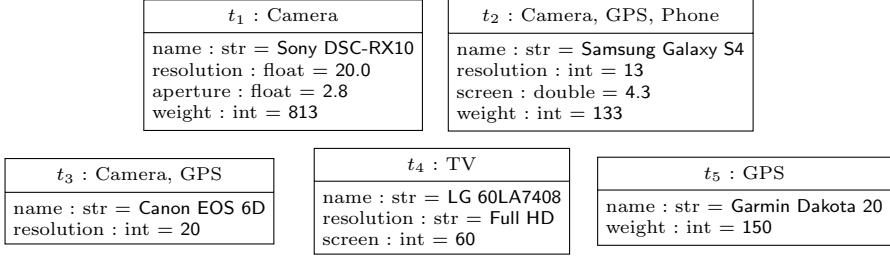 t₁ : Camera
name : str = Sony DSC-RX10
resolution : float = 20.0
aperture : float = 2.8
weight : int = 813
t₂ : Camera, GPS, Phone
name : str = Samsung Galaxy S4
resolution : int = 13
screen : double = 4.3
weight : int = 133
t₃ : Camera, GPS
name : str = Canon EOS 6D
resolution : int = 20
t₄ : TV
name : str = LG 60LA7408
resolution : str = Full HD
screen : int = 60
t₅ : GPS
name : str = Garmin Dakota 20
weight : int = 150